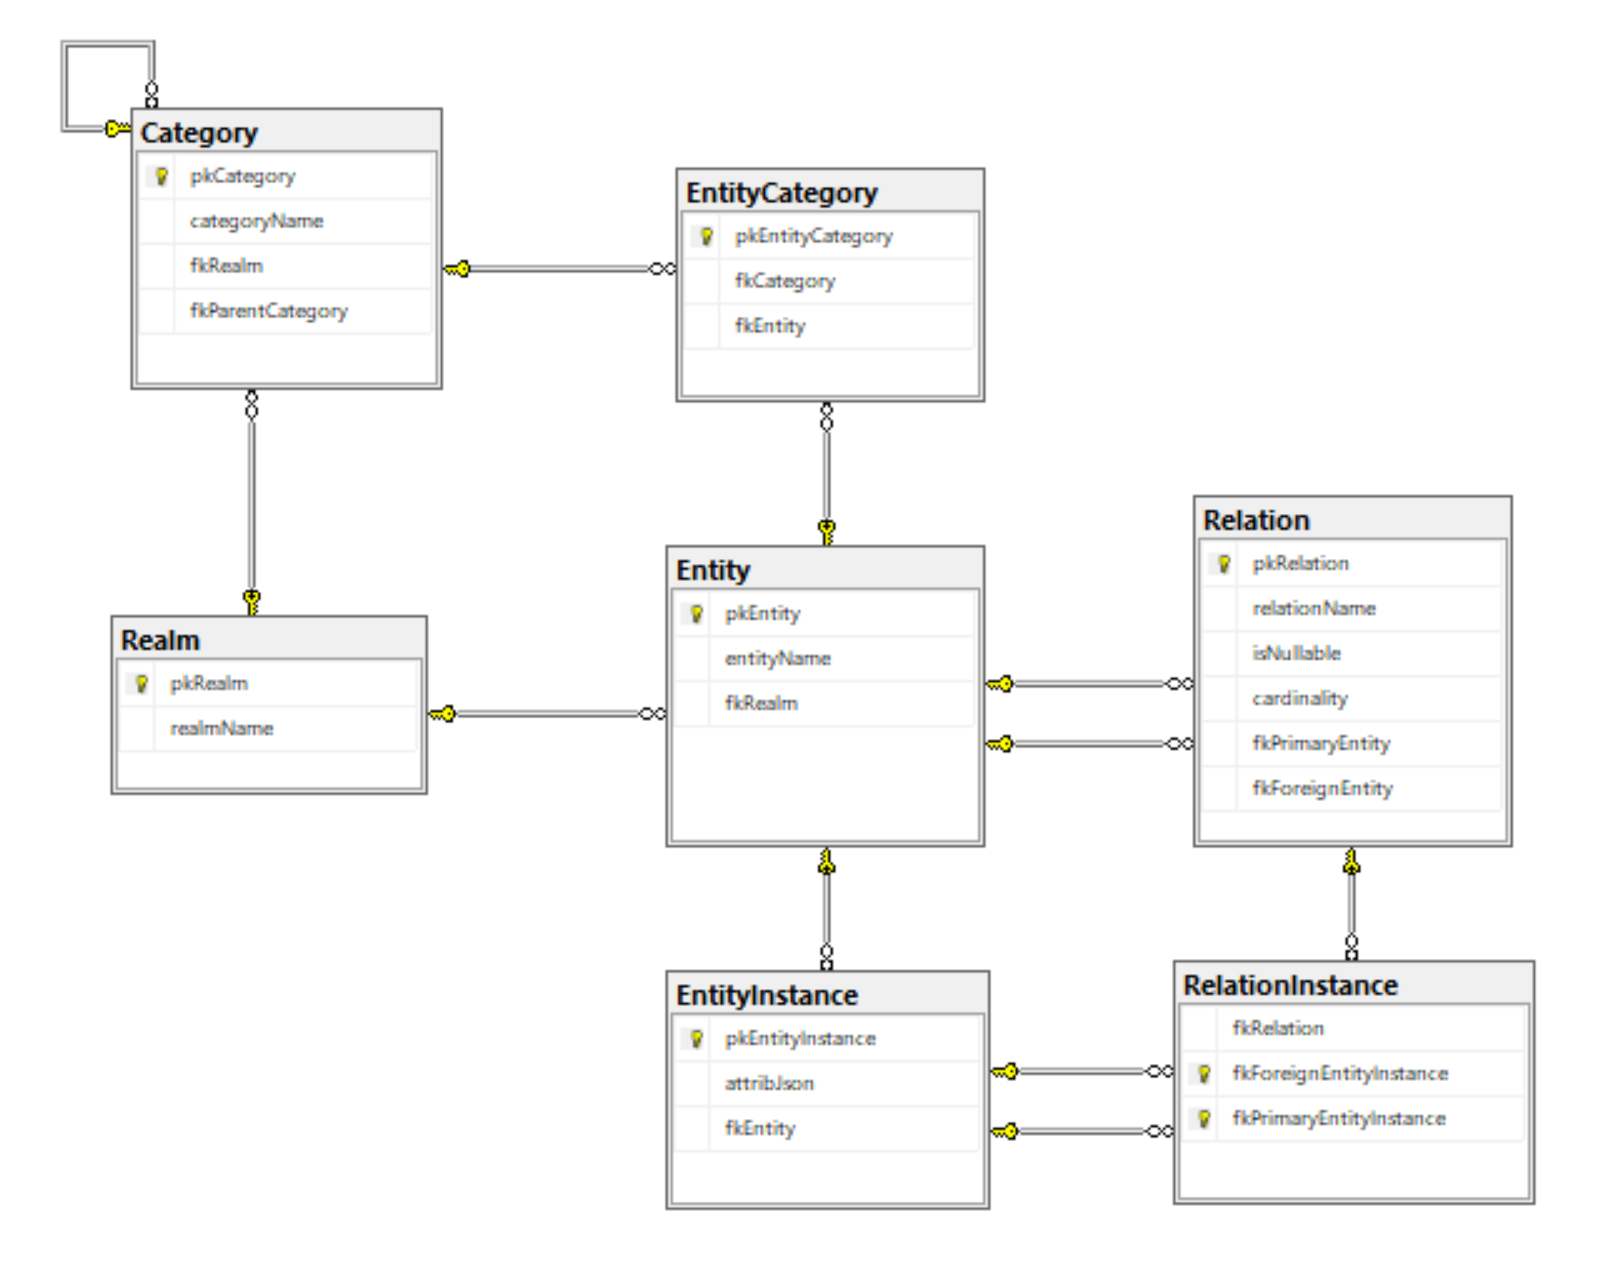 Category
pkCategory
categoryName
fkRealm
fkParentCategory
EntityCategory
pkEntityCategory
fkCategory
fkEntity
Realm
pkRealm
realmName
Entity
pkEntity
entityName
fkRealm
Relation
pkRelation
relationName
isNullable
cardinality
fkPrimaryEntity
fkForeignEntity
EntityInstance
pkEntityInstance
attribJson
fkEntity
RelationInstance
fkRelation
fkForeignEntityInstance
fkPrimaryEntityInstance